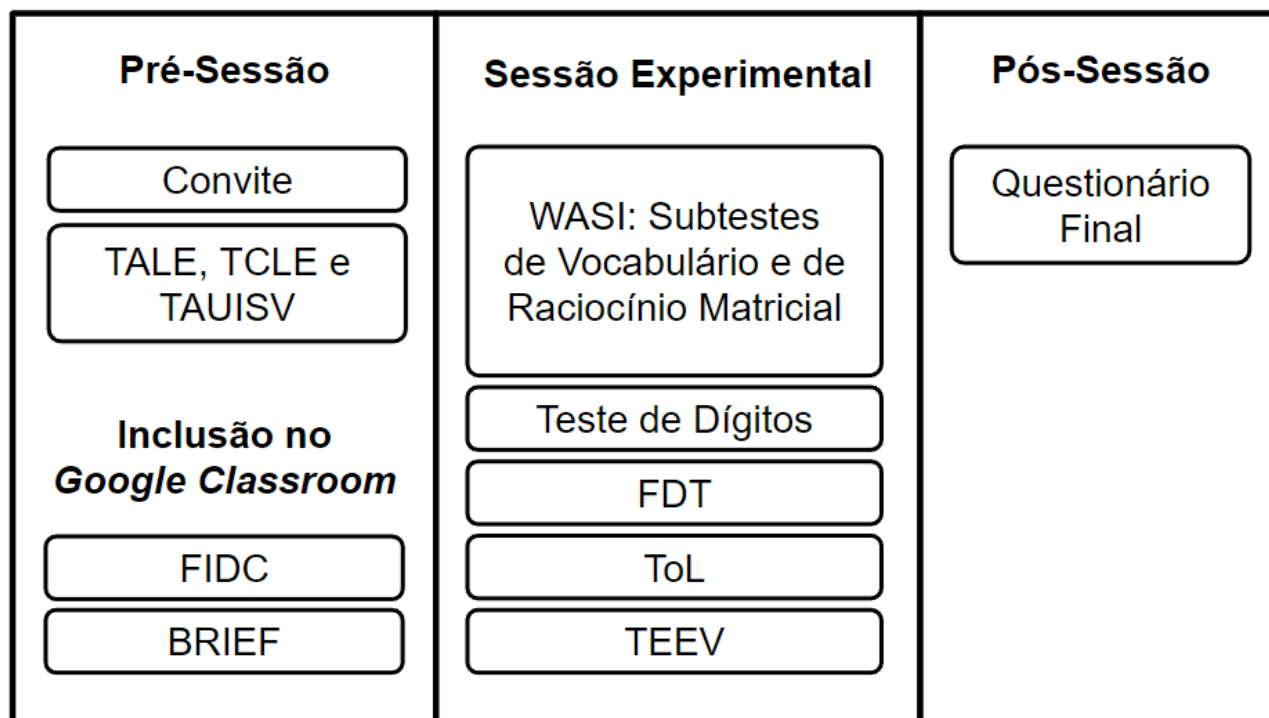 Pré-Sessão
Convite
TALE, TCLE e
TAUISV
Inclusão no
Google Classroom
FIDC
BRIEF
Sessão Experimental
WASI: Subtestes
de Vocabulário e de
Raciocínio Matricial
Teste de Dígitos
FDT
ToL
TEEV
Pós-Sessão
Questionário
Final